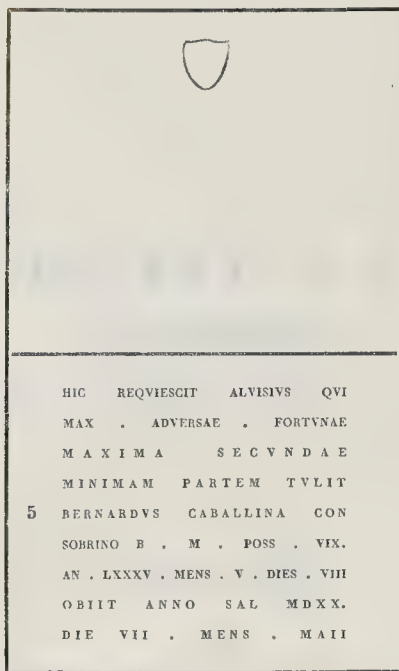 HIC REQVIESCIT ALVISIVS QVI
MAX . ADVERSAE . FORTVNAE
MAXIMA SECVNDAE
MINIMAM PARTEM TVLIT
5 BERNARDVS CABALLINA CON
SOBRINO B . M . POSS . VIX.
AN . LXXXV . MENS . V . DIES . VIII
OBIIT ANNO SAL MDXX.
DIE VII . MENS . MAII